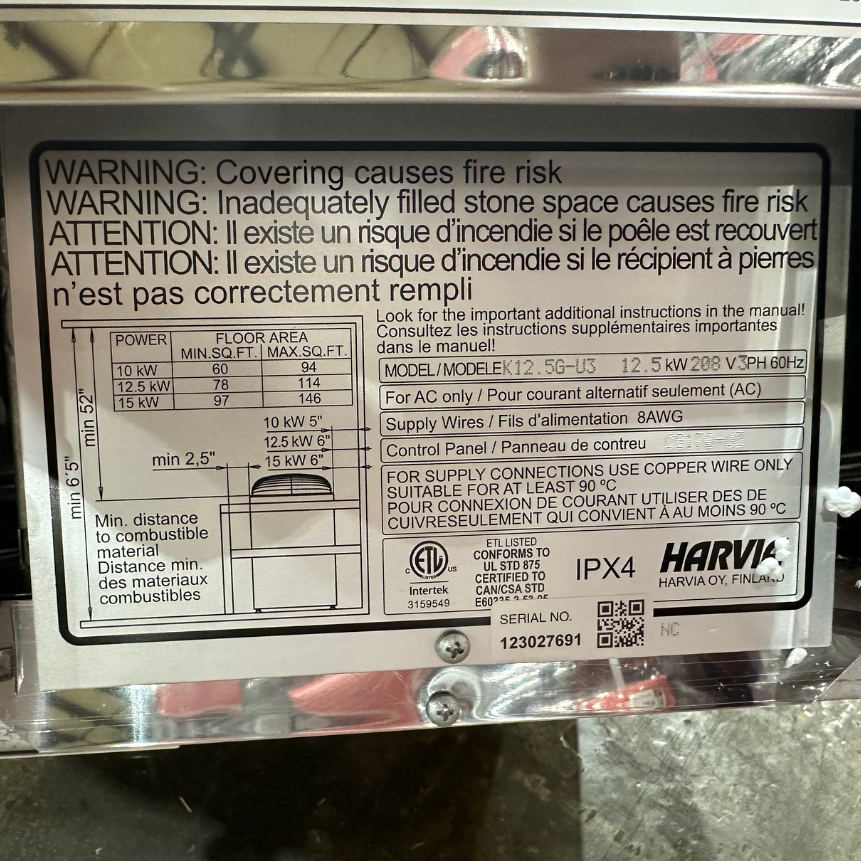 WARNING: Covering causes fire risk
WARNING: Inadequately filled stone space causes fire risk
ATTENTION: Il existe un risque d'incendie si le poêle est recouvert
ATTENTION: Il existe un risque d'incendie si le récipient à pierres
n'est pas correctement rempli
POWER FLOOR AREA
MIN.SQ.FT. MAX.SQ.FT.
10 kW 60 94
12.5 kW 78 114
15 kW 97 146
min 6'5"
min 52"
10 kW 5"
12.5 kW 6"
min 2,5" 15 kW 6"
Min. distance
to combustible
material
Distance min.
des materiaux
combustibles
Look for the important additional instructions in the manual!
Consultez les instructions supplémentaires importantes
dans le manuel!
MODEL/MODELE K12.5G-U3 12.5 kW 208 V 3PH 60Hz
For AC only / Pour courant alternatif seulement (AC)
Supply Wires / Fils d'alimentation 8AWG
Control Panel / Panneau de contreu
FOR SUPPLY CONNECTIONS USE COPPER WIRE ONLY
SUITABLE FOR AT LEAST 90 ºC
POUR CONNEXION DE COURANT UTILISER DES DE
CUIVRESEULEMENT QUI CONVIENT À AU MOINS 90 ºC
C ETL US
Intertek
3159549
ETL LISTED
CONFORMS TO
UL STD 875
CERTIFIED TO
CAN/CSA STD
IPX4
HARVIA
HARVIA OY, FINLAND
SERIAL NO.
123027691
NC